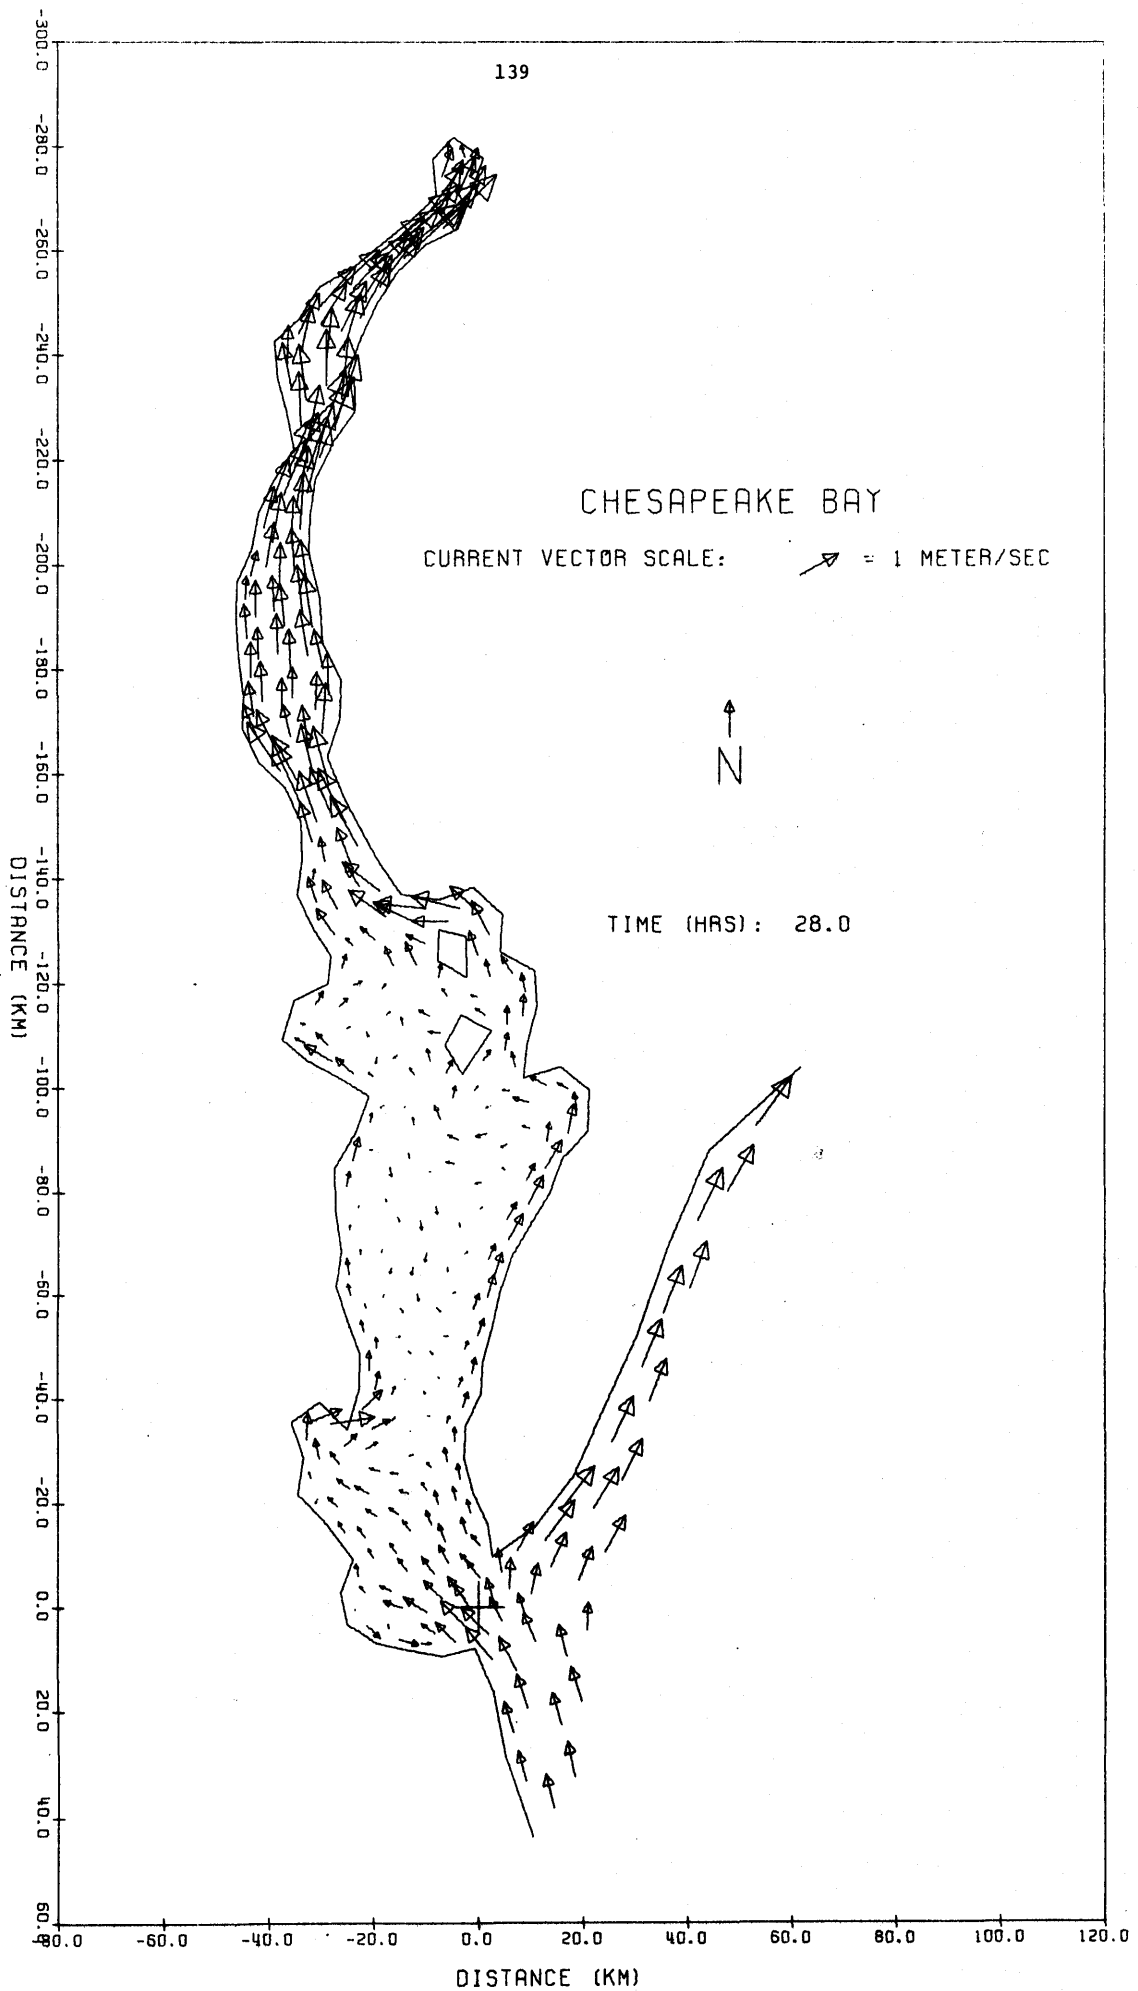 139
-300.0
-280.0
-260.0
-240.0
-220.0
-200.0
-180.0
-160.0
-140.0
-120.0
-100.0
-80.0
-60.0
-40.0
-20.0
0.0
20.0
40.0
60.0
DISTANCE (KM)
CHESAPEAKE BAY
CURRENT VECTOR SCALE: = 1 METER/SEC
N
TIME (HRS): 28.0
-80.0 -60.0 -40.0 -20.0 0.0 20.0 40.0 60.0 80.0 100.0 120.0
DISTANCE (KM)